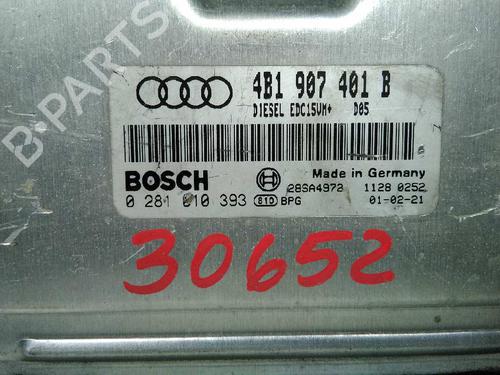 B-PARTS
4B1 907 401 B
DIESEL EDC15VM+ D05
BOSCH
Made in Germany
28SA4972 1128 0252
0 281 010 393 810 BPG 01-02-21
30652